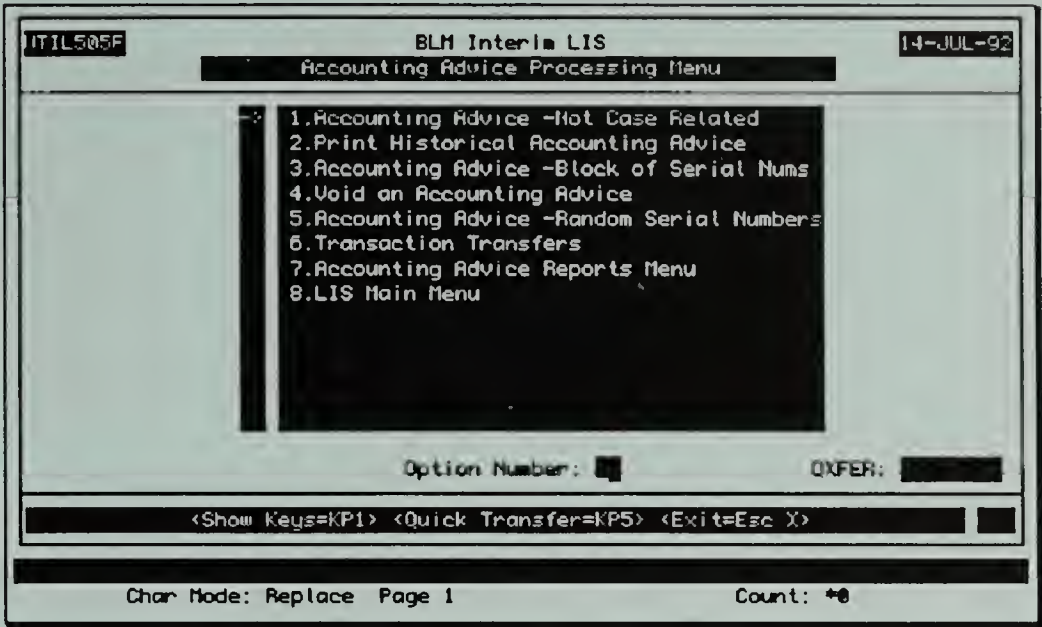 UTIL505F BLM Interim LIS 14-JUL-92
Accounting Advice Processing Menu
-> 1.Accounting Advice -Not Case Related
2.Print Historical Accounting Advice
3.Accounting Advice -Block of Serial Nums
4.Void an Accounting Advice
5.Accounting Advice -Random Serial Numbers
6.Transaction Transfers
7.Accounting Advice Reports Menu
8.LIS Main Menu
Option Number: QXFER:
<Show Keys=KP1> <Quick Transfer=KP5> <Exit=Esc X>
Char Mode: Replace Page 1 Count: *0